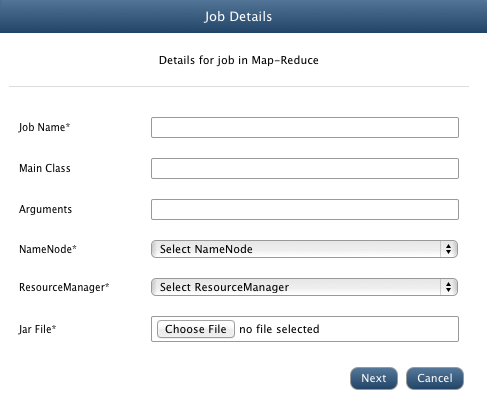 Job Details
Details for job in Map-Reduce
Job Name*
Main Class
Arguments
NameNode* Select NameNode
ResourceManager* Select ResourceManager
Jar File* Choose File no file selected
Next Cancel